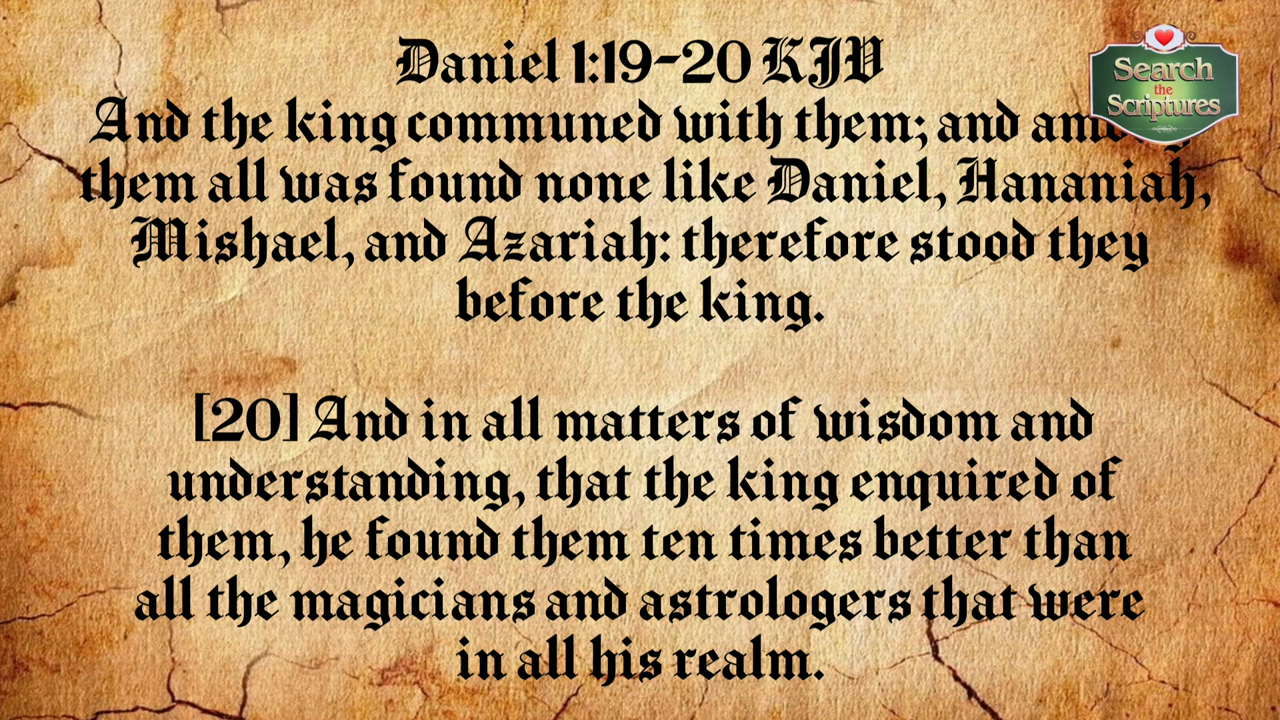 Daniel 1:19-20 KJV
And the king communed with them; and
them all was found none like Daniel, Hananiah,
Mishael, and Azariah: therefore stood they
before the king.
[20] And in all matters of wisdom and
understanding, that the king enquired of
them, he found them ten times better than
all the magicians and astrologers that were
in all his realm.
Search
the
Scriptures